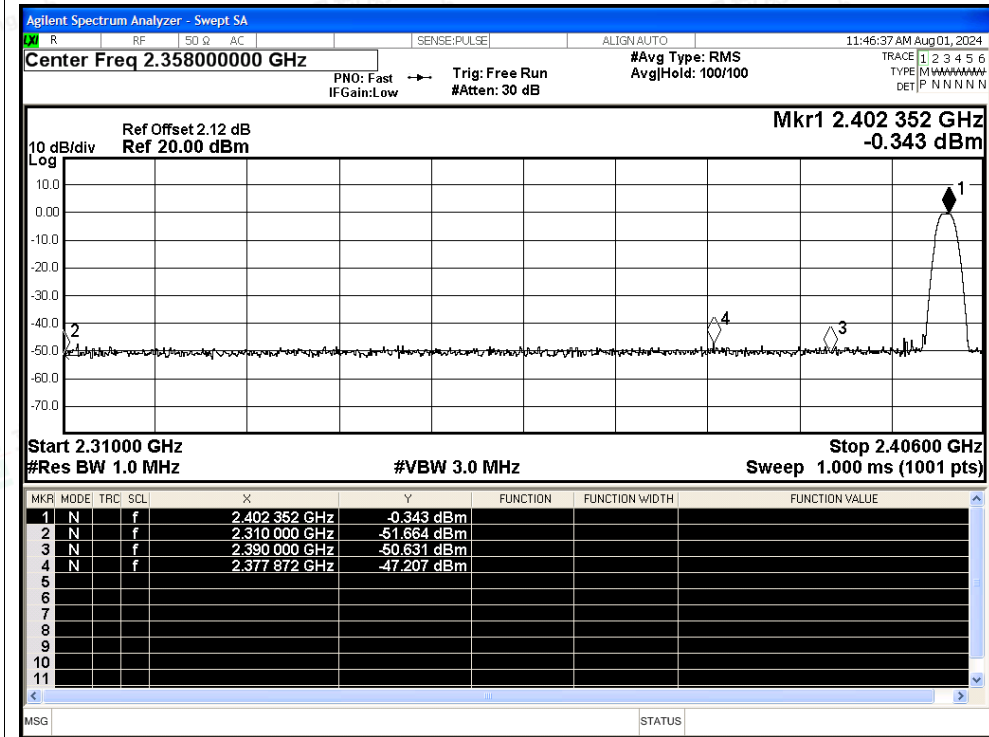 Agilent Spectrum Analyzer - Swept SA
LXI R RF 50 Ω AC SENSE:PULSE ALIGN AUTO 11:46:37 AM Aug 01, 2024
Center Freq 2.358000000 GHz #Avg Type: RMS TRACE 1 2 3 4 5 6
PNO: Fast Trig: Free Run Avg|Hold: 100/100 TYPE M
IFGain:Low #Atten: 30 dB DET P N N N N N
Mkr1 2.402 352 GHz
Ref Offset 2.12 dB -0.343 dBm
10 dB/div Ref 20.00 dBm
Log
10.0
1
0.00
-10.0
-20.0
-30.0
-40.0
2 4 3
-50.0
-60.0
-70.0
Start 2.31000 GHz Stop 2.40600 GHz
#Res BW 1.0 MHz #VBW 3.0 MHz Sweep 1.000 ms (1001 pts)
MKR MODE TRC SCL X Y FUNCTION FUNCTION WIDTH FUNCTION VALUE
1 N f 2.402 352 GHz -0.343 dBm
2 N f 2.310 000 GHz -51.664 dBm
3 N f 2.390 000 GHz -50.631 dBm
4 N f 2.377 872 GHz -47.207 dBm
5
6
7
8
9
10
11
MSG STATUS